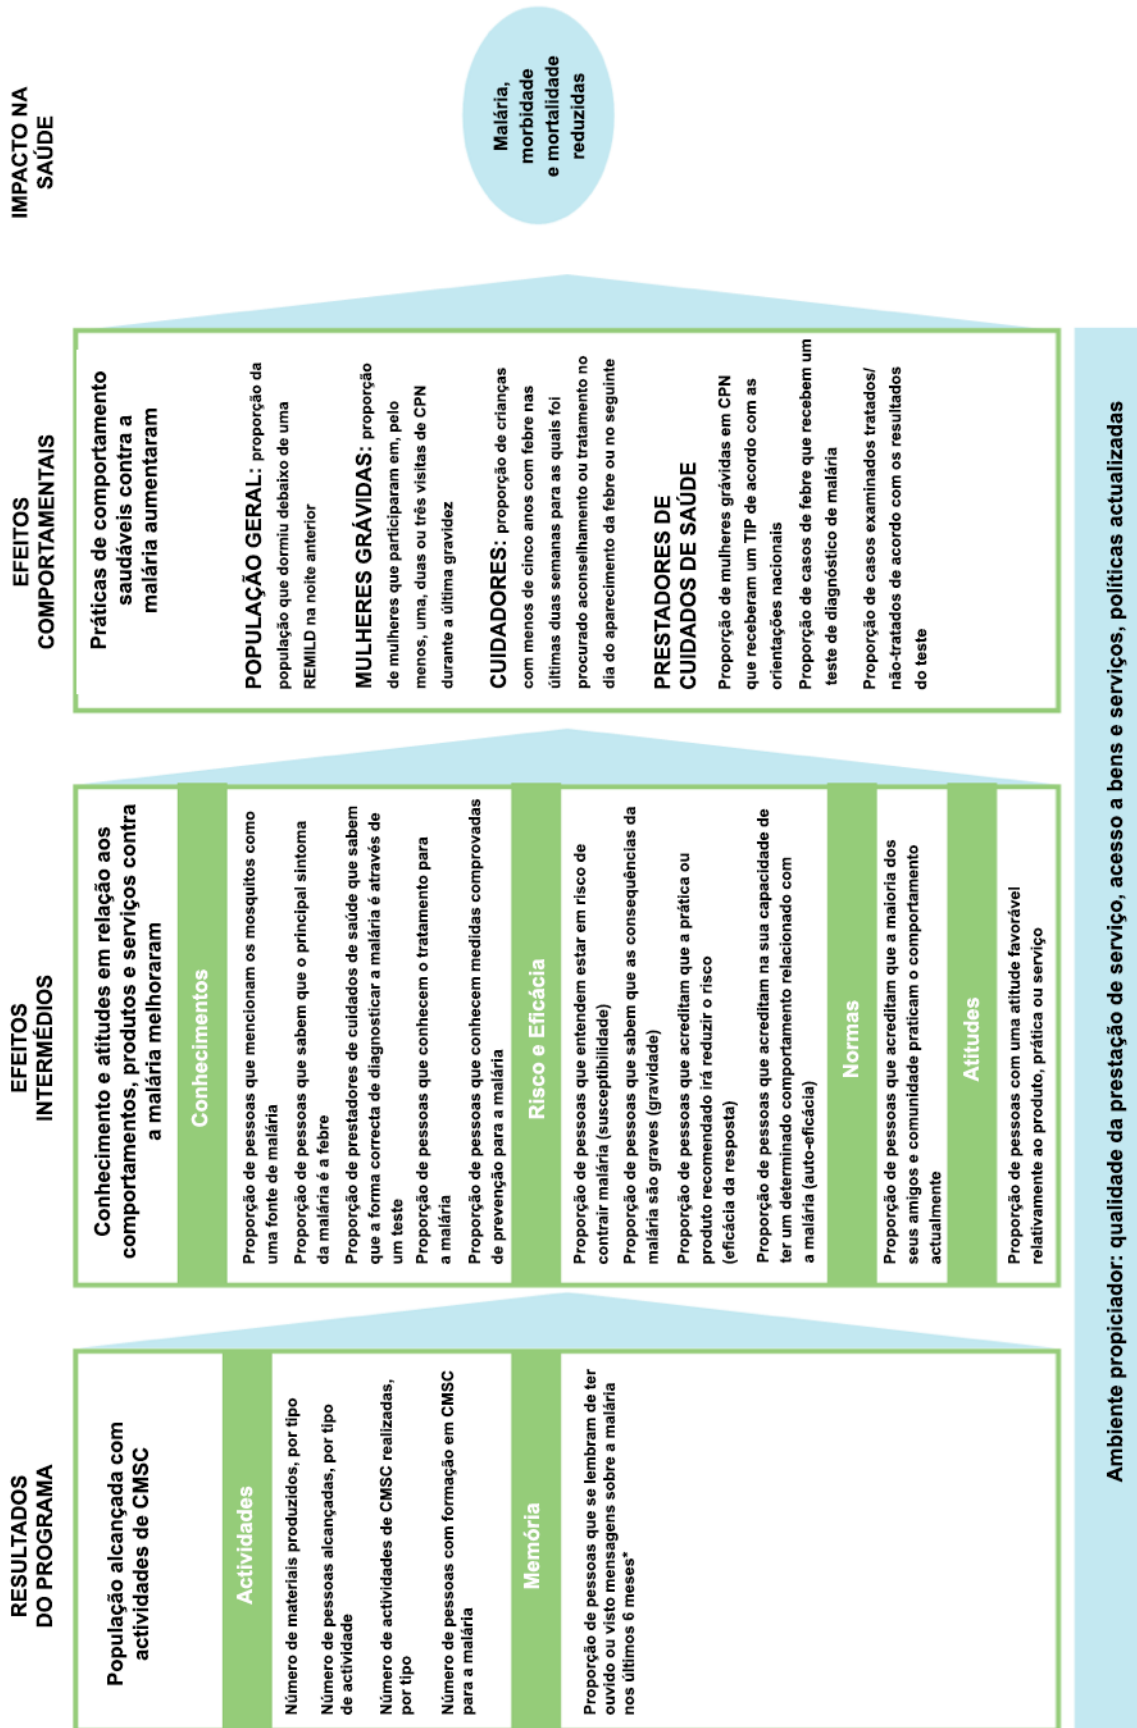 RESULTADOS
DO PROGRAMA
População alcançada com
actividades de CMSC
Actividades
Número de materiais produzidos, por tipo
Número de pessoas alcançadas, por tipo
de actividade
Número de actividades de CMSC realizadas,
por tipo
Número de pessoas com formação em CMSC
para a malária
Memória
Proporção de pessoas que se lembram de ter
ouvido ou visto mensagens sobre a malária
nos últimos 6 meses*
EFEITOS
INTERMÉDIOS
Conhecimento e atitudes em relação aos
comportamentos, produtos e serviços contra
a malária melhoraram
Conhecimentos
Proporção de pessoas que mencionam os mosquitos como
uma fonte de malária
Proporção de pessoas que sabem que o principal sintoma
da malária é a febre
Proporção de prestadores de cuidados de saúde que sabem
que a forma correcta de diagnosticar a malária é através de
um teste
Proporção de pessoas que conhecem o tratamento para
a malária
Proporção de pessoas que conhecem medidas comprovadas
de prevenção para a malária
Risco e Eficácia
Proporção de pessoas que entendem estar em risco de
contrair malária (susceptibilidade)
Proporção de pessoas que sabem que as consequências da
malária são graves (gravidade)
Proporção de pessoas que acreditam que a prática ou
produto recomendado irá reduzir o risco
(eficácia da resposta)
Proporção de pessoas que acreditam na sua capacidade de
ter um determinado comportamento relacionado com
a malária (auto-eficácia)
Normas
Proporção de pessoas que acreditam que a maioria dos
seus amigos e comunidade praticam o comportamento
actualmente
Atitudes
Proporção de pessoas com uma atitude favorável
relativamente ao produto, prática ou serviço
EFEITOS
COMPORTAMENTAIS
Práticas de comportamento
saudáveis contra a
malária aumentaram
POPULAÇÃO GERAL: proporção da
população que dormiu debaixo de uma
REMILD na noite anterior
MULHERES GRÁVIDAS: proporção
de mulheres que participaram em, pelo
menos, uma, duas ou três visitas de CPN
durante a última gravidez
CUIDADORES: proporção de crianças
com menos de cinco anos com febre nas
últimas duas semanas para as quais foi
procurado aconselhamento ou tratamento no
dia do aparecimento da febre ou no seguinte
PRESTADORES DE
CUIDADOS DE SAÚDE
Proporção de mulheres grávidas em CPN
que receberam um TIP de acordo com as
orientações nacionais
Proporção de casos de febre que recebem um
teste de diagnóstico de malária
Proporção de casos examinados tratados/
não-tratados de acordo com os resultados
do teste
IMPACTO NA
SAÚDE
Malária,
morbidade
e mortalidade
reduzidas
Ambiente propiciador: qualidade da prestação de serviço, acesso a bens e serviços, políticas actualizadas